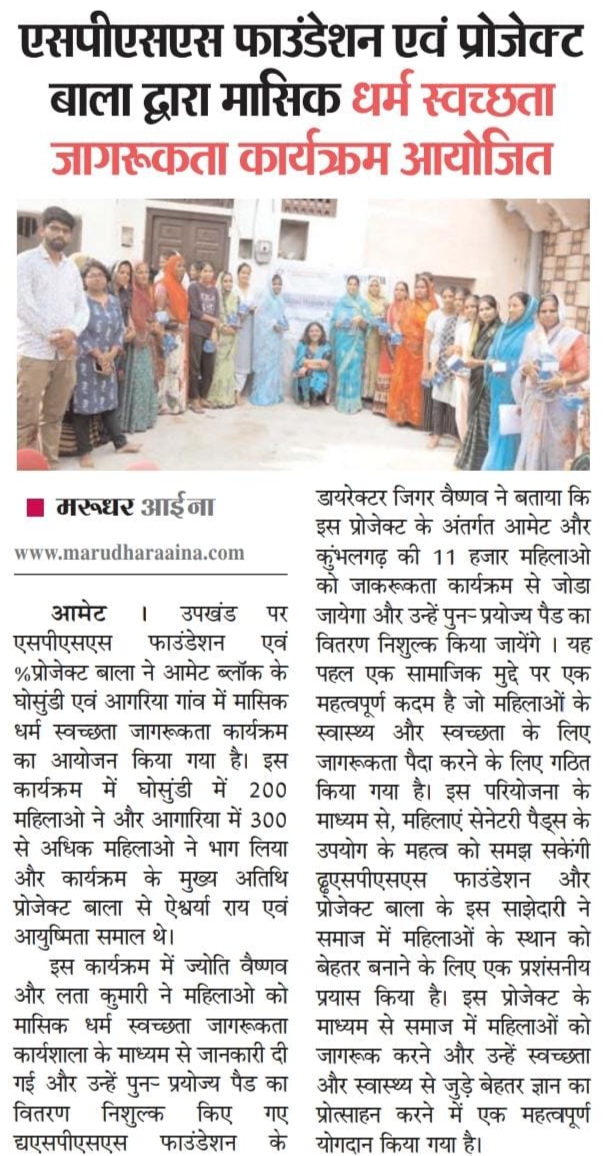 एसपीएसएस फाउंडेशन एवं प्रोजेक्ट
बाला द्वारा मासिक धर्म स्वच्छता
जागरूकता कार्यक्रम आयोजित
■ मरूधर आईना
www.marudharaaina.com
आमेट । उपखंड पर
एसपीएसएस फाउंडेशन एवं
%प्रोजेक्ट बाला ने आमेट ब्लॉक के
घोसुंडी एवं आगरिया गांव में मासिक
धर्म स्वच्छता जागरूकता कार्यक्रम
का आयोजन किया गया है। इस
कार्यक्रम में घोसुंडी में 200
महिलाओ ने और आगारिया में 300
से अधिक महिलाओ ने भाग लिया
और कार्यक्रम के मुख्य अतिथि
प्रोजेक्ट बाला से ऐश्वर्या राय एवं
आयुष्मिता समाल थे।
इस कार्यक्रम में ज्योति वैष्णव
और लता कुमारी ने महिलाओ को
मासिक धर्म स्वच्छता जागरूकता
कार्यशाला के माध्यम से जानकारी दी
गई और उन्हें पुन- प्रयोज्य पैड का
वितरण निशुल्क किए गए
द्यएसपीएसएस फाउंडेशन के
डायरेक्टर जिगर वैष्णव ने बताया कि
इस प्रोजेक्ट के अंतर्गत आमेट और
कुंभलगढ़ की 11 हजार महिलाओ
को जाकरूकता कार्यक्रम से जोडा
जायेगा और उन्हें पुन- प्रयोज्य पैड का
वितरण निशुल्क किया जायेंगे । यह
पहल एक सामाजिक मुद्दे पर एक
महत्वपूर्ण कदम है जो महिलाओं के
स्वास्थ्य और स्वच्छता के लिए
जागरूकता पैदा करने के लिए गठित
किया गया है। इस परियोजना के
माध्यम से, महिलाएं सेनेटरी पैड्स के
उपयोग के महत्व को समझ सकेंगी
ढ्ढएसपीएसएस फाउंडेशन और
प्रोजेक्ट बाला के इस साझेदारी ने
समाज में महिलाओं के स्थान को
बेहतर बनाने के लिए एक प्रशंसनीय
प्रयास किया है। इस प्रोजेक्ट के
माध्यम से समाज में महिलाओं को
जागरूक करने और उन्हें स्वच्छता
और स्वास्थ्य से जुड़े बेहतर ज्ञान का
प्रोत्साहन करने में एक महत्वपूर्ण
योगदान किया गया है।